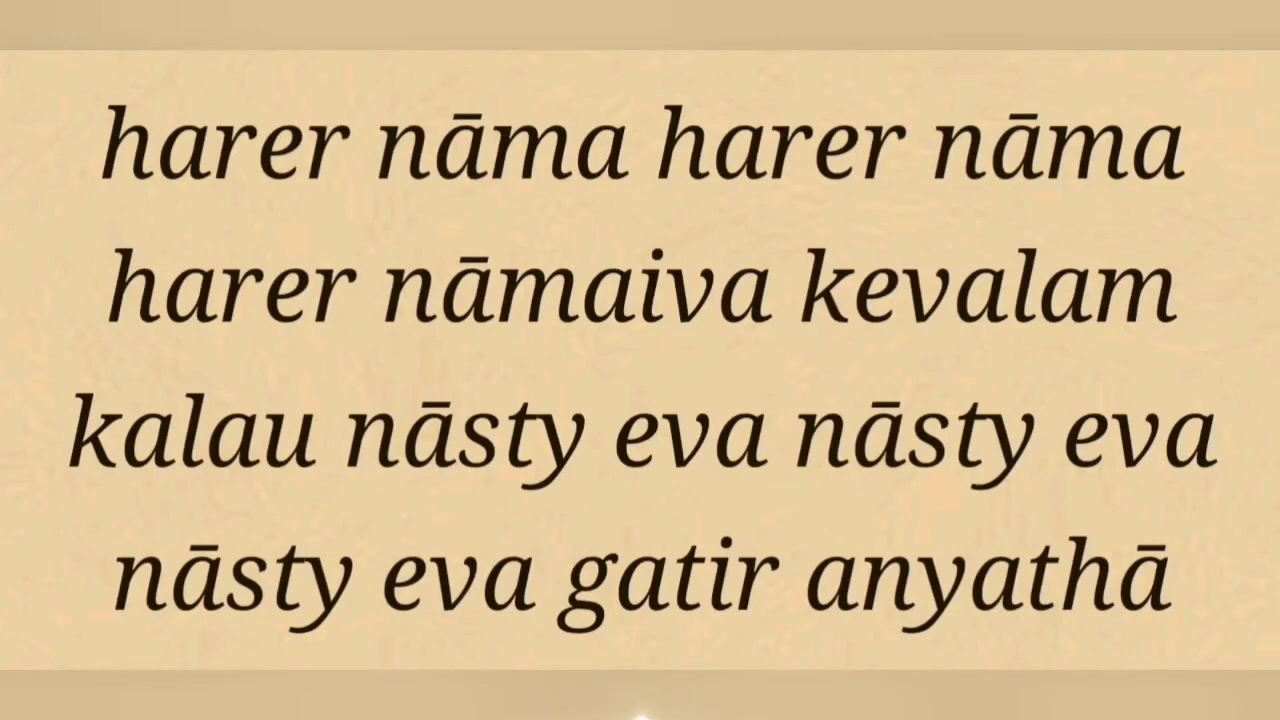 harer nāma harer nāma
harer nāmaiva kevalam
kalau nāsty eva nāsty eva
nāsty eva gatir anyathā